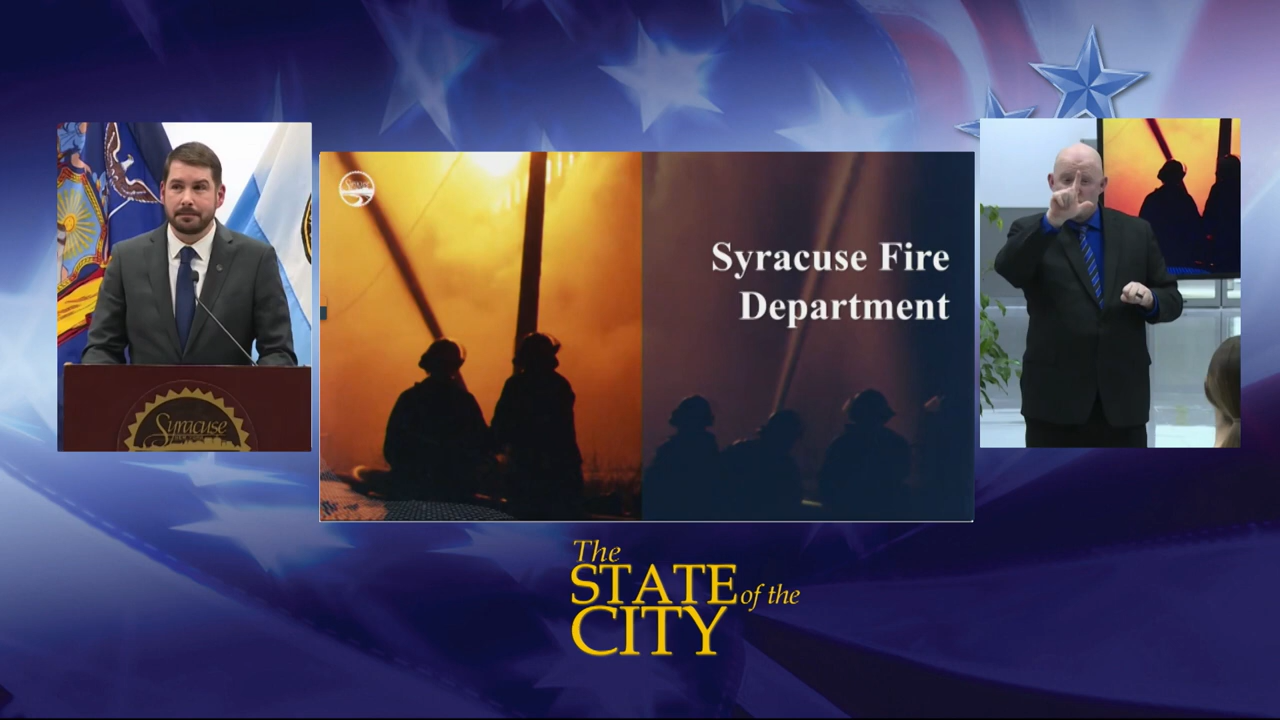 Syracuse Fire
Department
Syracuse
The
STATE of the
CITY